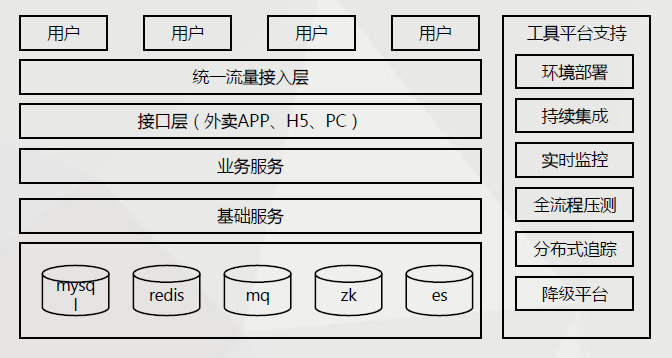 用户 用户 用户 用户
统一流量接入层
接口层（外卖APP、H5、PC）
业务服务
基础服务
mysq
l
redis
mq
zk
es
工具平台支持
环境部署
持续集成
实时监控
全流程压测
分布式追踪
降级平台